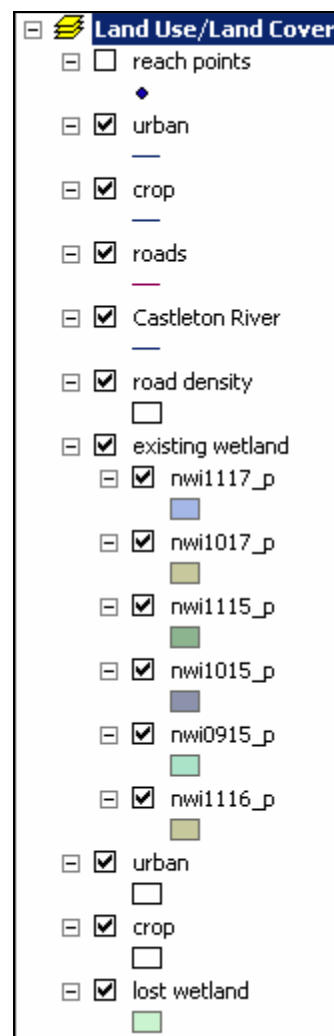 Land Use/Land Cover
reach points
urban
crop
roads
Castleton River
road density
existing wetland
nwi1117_p
nwi1017_p
nwi1115_p
nwi1015_p
nwi0915_p
nwi1116_p
urban
crop
lost wetland